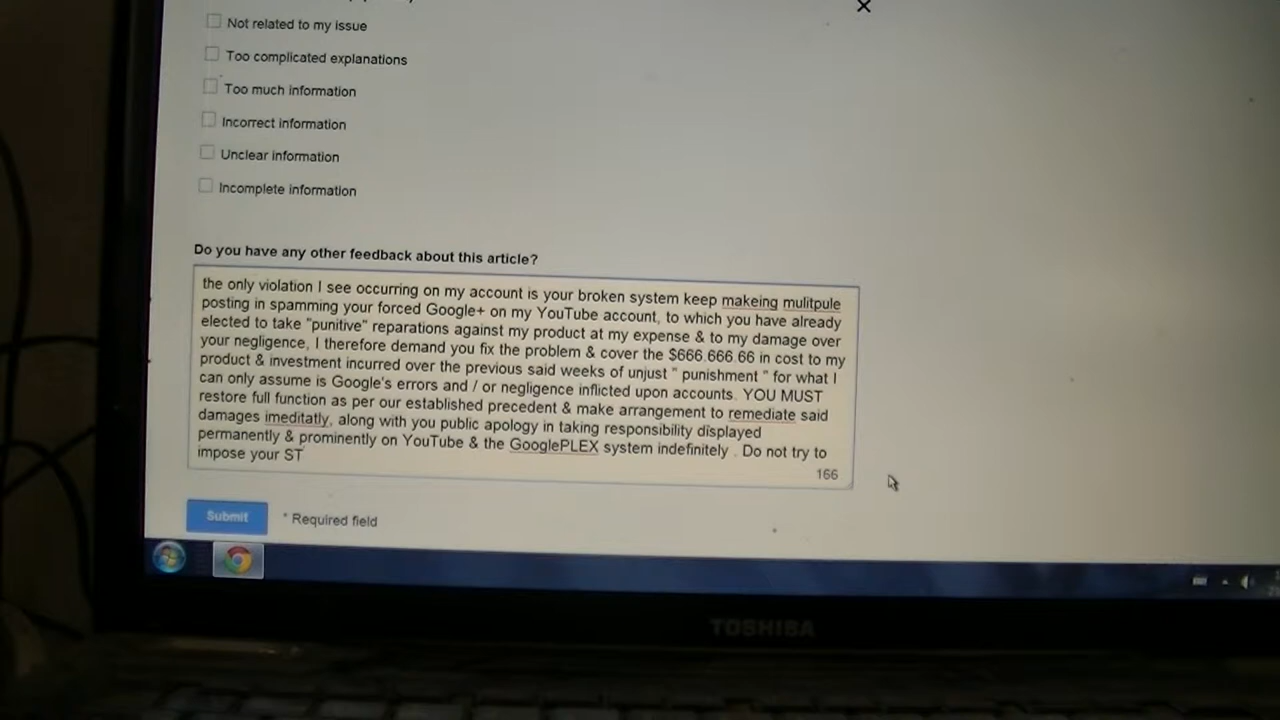 Not related to my issue
Too complicated explanations
Too much information
Incorrect information
Unclear information
Incomplete information
Do you have any other feedback about this article?
the only violation I see occurring on my account is your broken system keep makeing mulitpule
posting in spamming your forced Google+ on my YouTube account, to which you have already
elected to take "punitive" reparations against my product at my expense & to my damage over
your negligence, I therefore demand you fix the problem & cover the $666,666.66 in cost to my
product & investment incurred over the previous said weeks of unjust " punishment " for what I
can only assume is Google's errors and / or negligence inflicted upon accounts. YOU MUST
restore full function as per our established precedent & make arrangement to remediate said
damages imeditatly, along with you public apology in taking responsibility displayed
permanently & prominently on YouTube & the GooglePLEX system indefinitely . Do not try to
impose your ST
166
Submit
* Required field
TOSHIBA